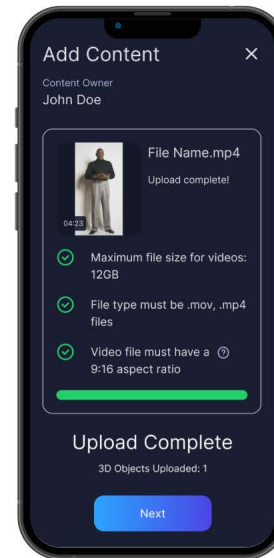 Add Content
Content Owner
John Doe
File Name.mp4
Upload complete!
04:23
Maximum file size for videos:
12GB
File type must be .mov, .mp4
files
Video file must have a ?
9:16 aspect ratio
Upload Complete
3D Objects Uploaded: 1
Next